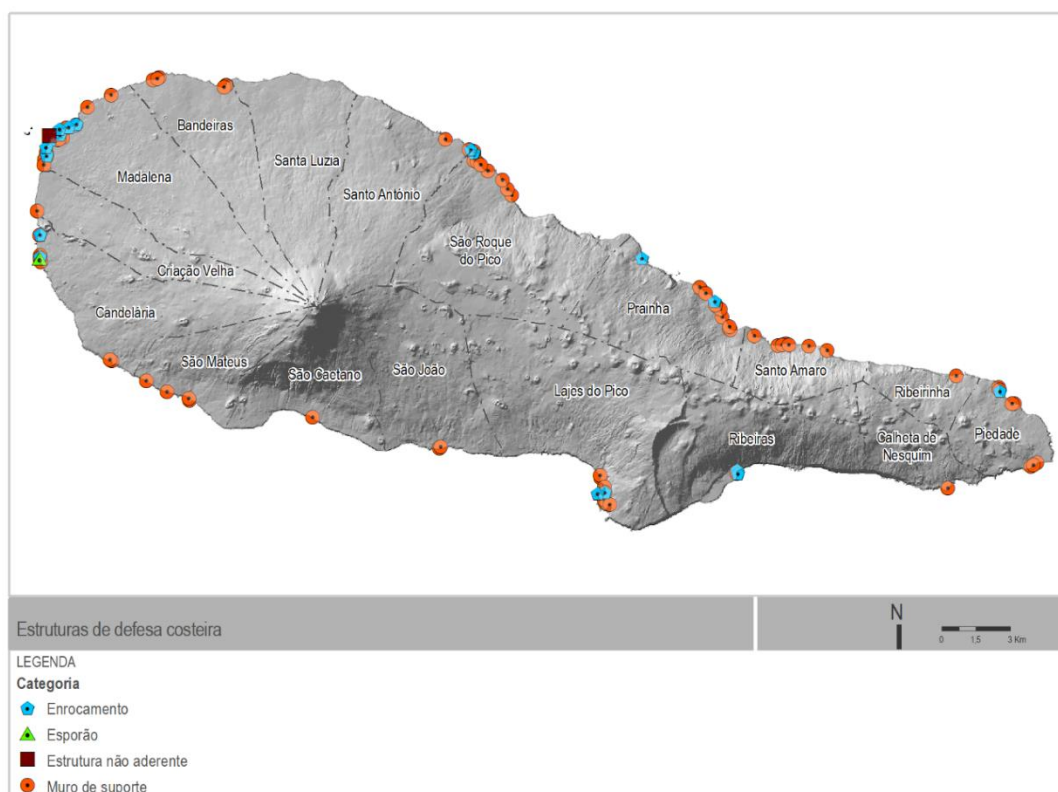 Bandeiras
Santa Luzia
Madalena
Santo António
São Roque
do Pico
Criação Velha
Prainha
Candelária
São Mateus
São Caetano
São João
Santo Amaro
Lajes do Pico
Ribeirinha
Ribeiras
Calheta de
Nesquim
Piedade
Estruturas de defesa costeira
N
0 1,5 3 Km
LEGENDA
Categoria
Enrocamento
Esporão
Estrutura não aderente
Muro de suporte